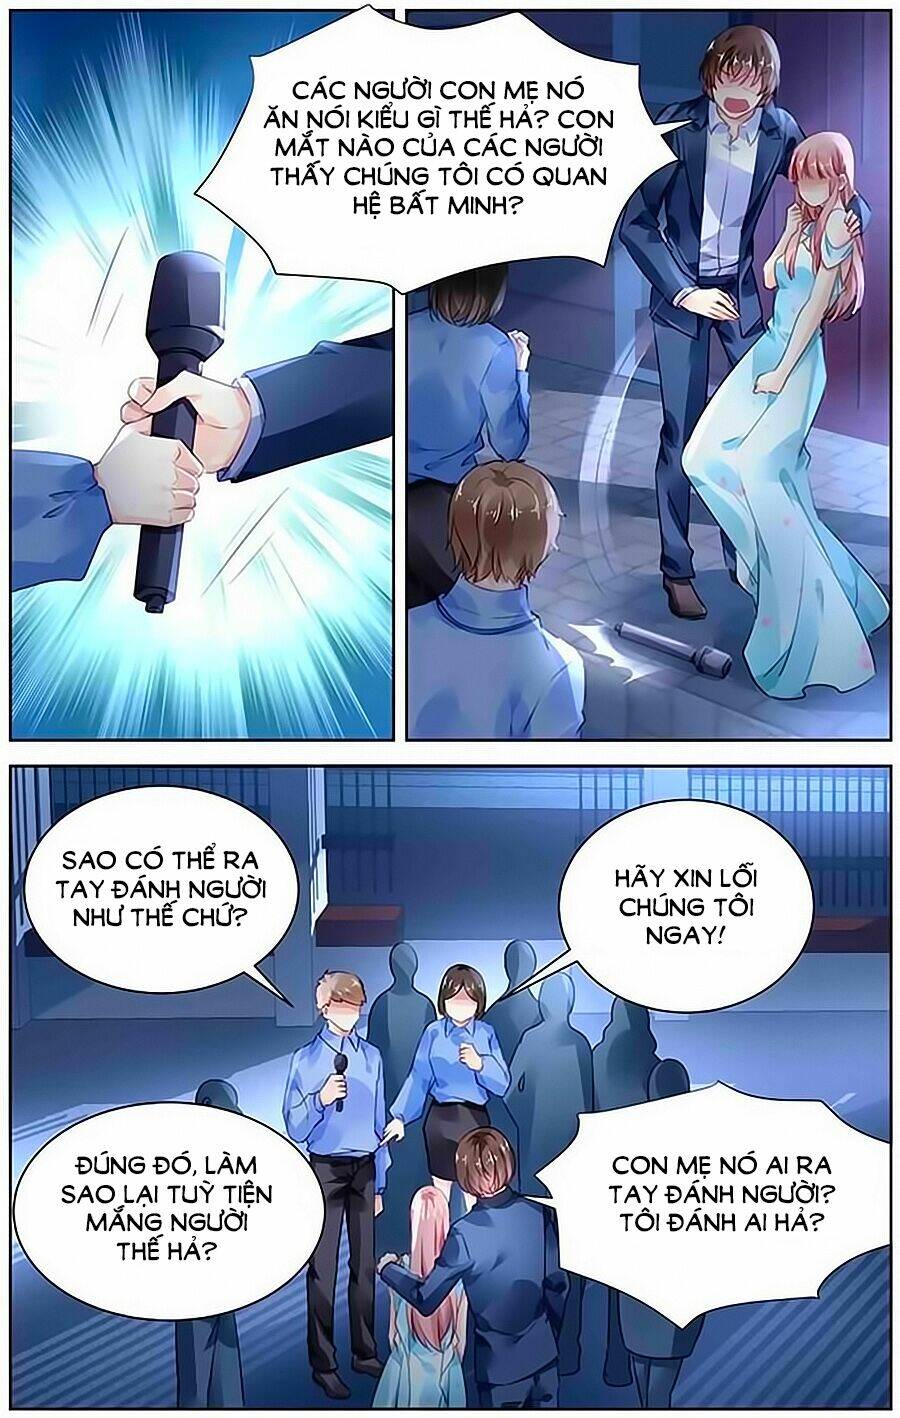 CÁC NGƯỜI CON MẸ NÓ
ĂN NÓI KIỂU GÌ THẾ HẢ? CON
MẮT NÀO CỦA CÁC NGƯỜI
THẤY CHÚNG TÔI CÓ QUAN
HỆ BẤT MINH?
SAO CÓ THỂ RA
TAY ĐÁNH NGƯỜI
NHƯ THẾ CHỨ?
HÃY XIN LỖI
CHÚNG TÔI
NGAY!
ĐÚNG ĐÓ, LÀM
SAO LẠI TUỲ TIỆN
MẮNG NGƯỜI
THẾ HẢ?
CON MẸ NÓ AI RA
TAY ĐÁNH NGƯỜI?
TÔI ĐÁNH AI HẢ?